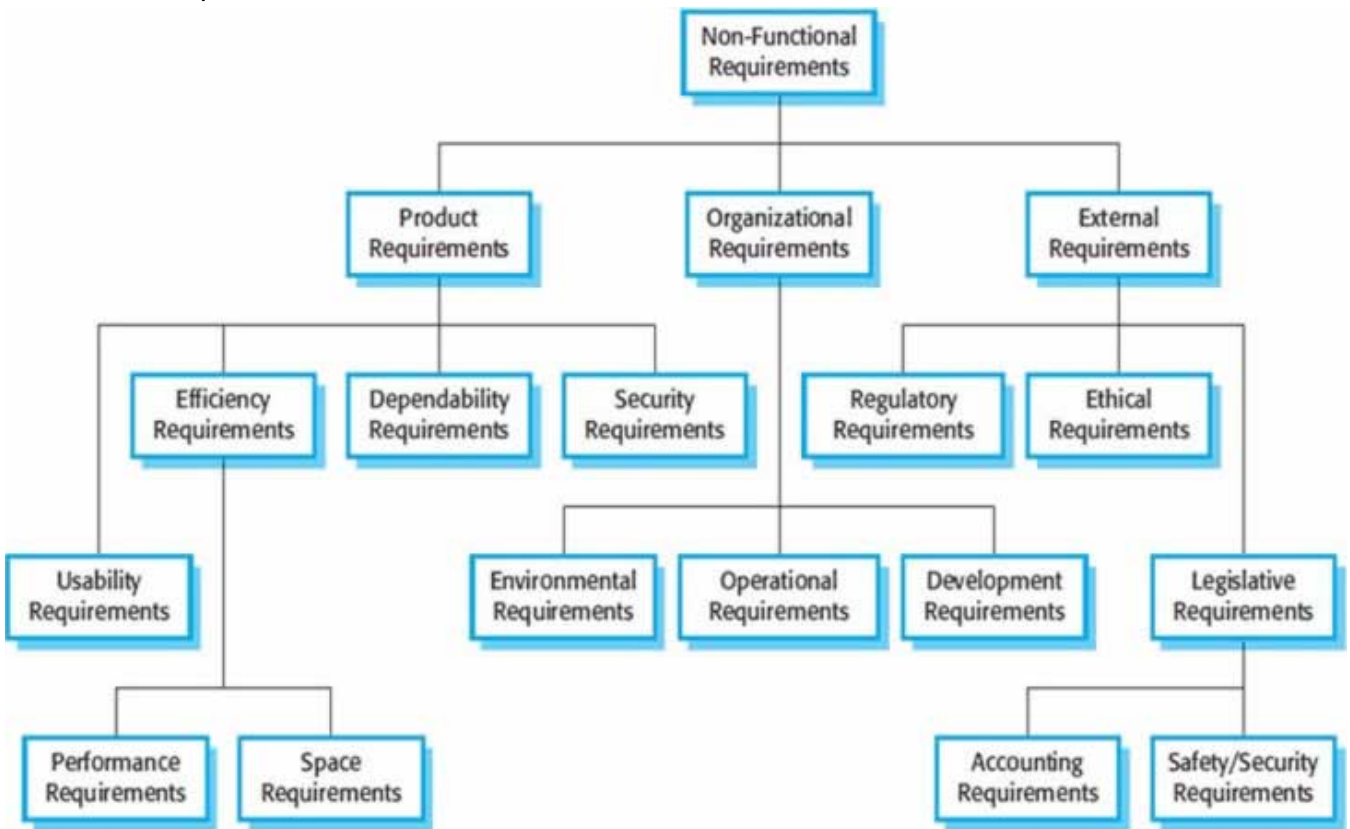 Non-Functional
Requirements
Product
Requirements
Organizational
Requirements
External
Requirements
Efficiency
Requirements
Dependability
Requirements
Security
Requirements
Regulatory
Requirements
Ethical
Requirements
Usability
Requirements
Environmental
Requirements
Operational
Requirements
Development
Requirements
Legislative
Requirements
Performance
Requirements
Space
Requirements
Accounting
Requirements
Safety/Security
Requirements